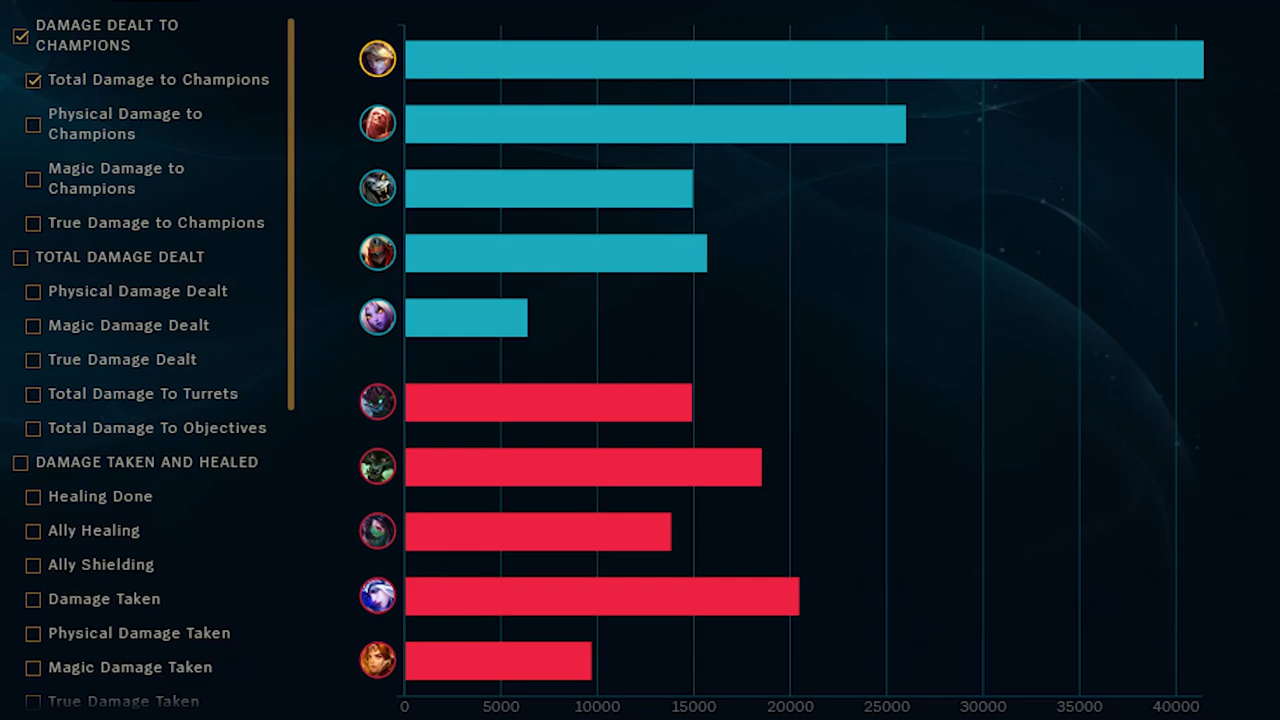 DAMAGE DEALT TO
CHAMPIONS
Total Damage to Champions
Physical Damage to
Champions
Magic Damage to
Champions
True Damage to Champions
TOTAL DAMAGE DEALT
Physical Damage Dealt
Magic Damage Dealt
True Damage Dealt
Total Damage To Turrets
Total Damage To Objectives
DAMAGE TAKEN AND HEALED
Healing Done
Ally Healing
Ally Shielding
Damage Taken
Physical Damage Taken
Magic Damage Taken
True Damage Taken
0 5000 10000 15000 20000 25000 30000 35000 40000